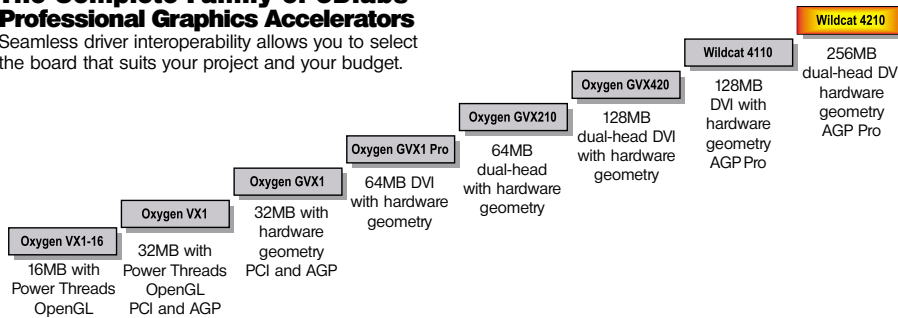 The Complete Family of 3Dlabs
Professional Graphics Accelerators
Seamless driver interoperability allows you to select
the board that suits your project and your budget.
Oxygen VX1-16
16MB with
Power Threads
OpenGL
Oxygen VX1
32MB with
Power Threads
OpenGL
PCI and AGP
Oxygen GVX1
32MB with
hardware
geometry
PCI and AGP
Oxygen GVX1 Pro
64MB DVI
with hardware
geometry
Oxygen GVX210
64MB
dual-head
with hardware
geometry
Oxygen GVX420
128MB
dual-head DVI
with hardware
geometry
Wildcat 4110
128MB
DVI with
hardware
geometry
AGP Pro
Wildcat 4210
256MB
dual-head DV
hardware
geometry
AGP Pro